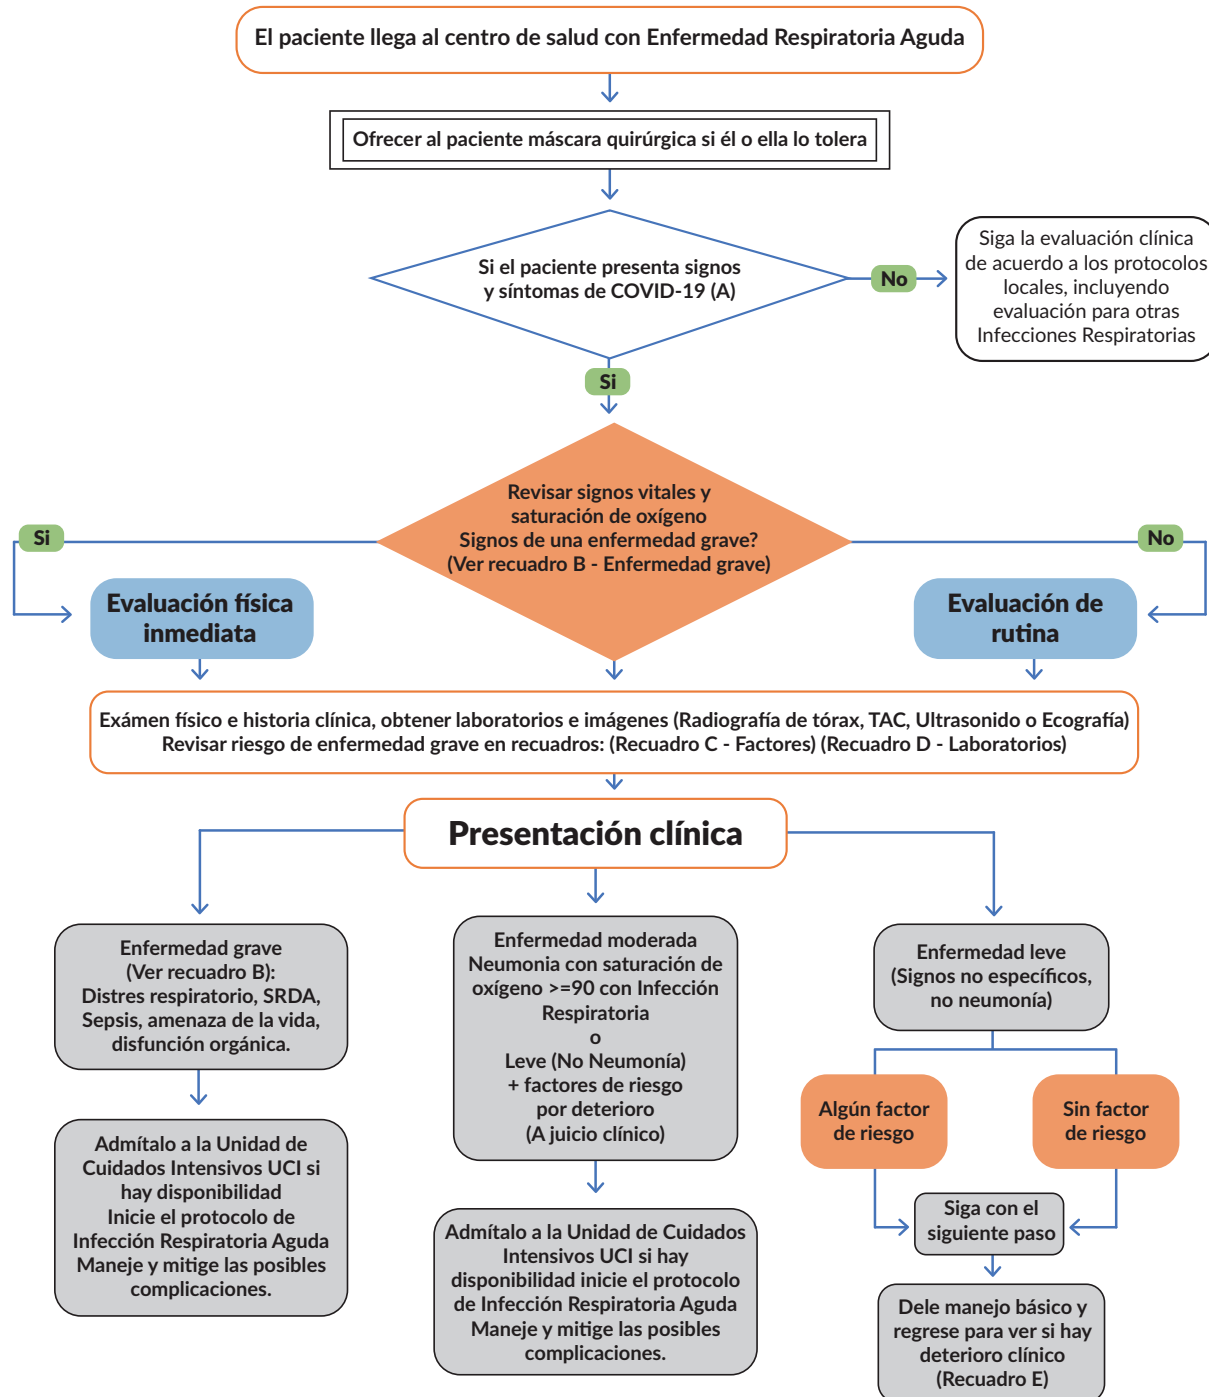 El paciente llega al centro de salud con Enfermedad Respiratoria Aguda
Ofrecer al paciente máscara quirúrgica si él o ella lo tolera
Si el paciente presenta signos
y síntomas de COVID-19 (A)
No
Siga la evaluación clínica
de acuerdo a los protocolos
locales, incluyendo
evaluación para otras
Infecciones Respiratorias
Si
Revisar signos vitales y
saturación de oxígeno
Signos de una enfermedad grave?
(Ver recuadro B - Enfermedad grave)
Si
No
Evaluación física
inmediata
Evaluación de
rutina
Exámen físico e historia clínica, obtener laboratorios e imágenes (Radiografía de tórax, TAC, Ultrasonido o Ecografía)
Revisar riesgo de enfermedad grave en recuadros: (Recuadro C - Factores) (Recuadro D - Laboratorios)
Presentación clínica
Enfermedad grave
(Ver recuadro B):
Distres respiratorio, SRDA,
Sepsis, amenaza de la vida,
disfunción orgánica.
Admítalo a la Unidad de
Cuidados Intensivos UCI si
hay disponibilidad
Inicie el protocolo de
Infección Respiratoria Aguda
Maneje y mitige las posibles
complicaciones.
Enfermedad moderada
Neumonia con saturación de
oxígeno >=90 con Infección
Respiratoria
o
Leve (No Neumonía)
+ factores de riesgo
por deterioro
(A juicio clínico)
Admítalo a la Unidad de Cuidados
Intensivos UCI si hay
disponibilidad inicie el protocolo
de Infección Respiratoria Aguda
Maneje y mitige las posibles
complicaciones.
Enfermedad leve
(Signos no específicos,
no neumonía)
Algún factor
de riesgo
Sin factor
de riesgo
Siga con el
siguiente paso
Dele manejo básico y
regrese para ver si hay
deterioro clínico
(Recuadro E)